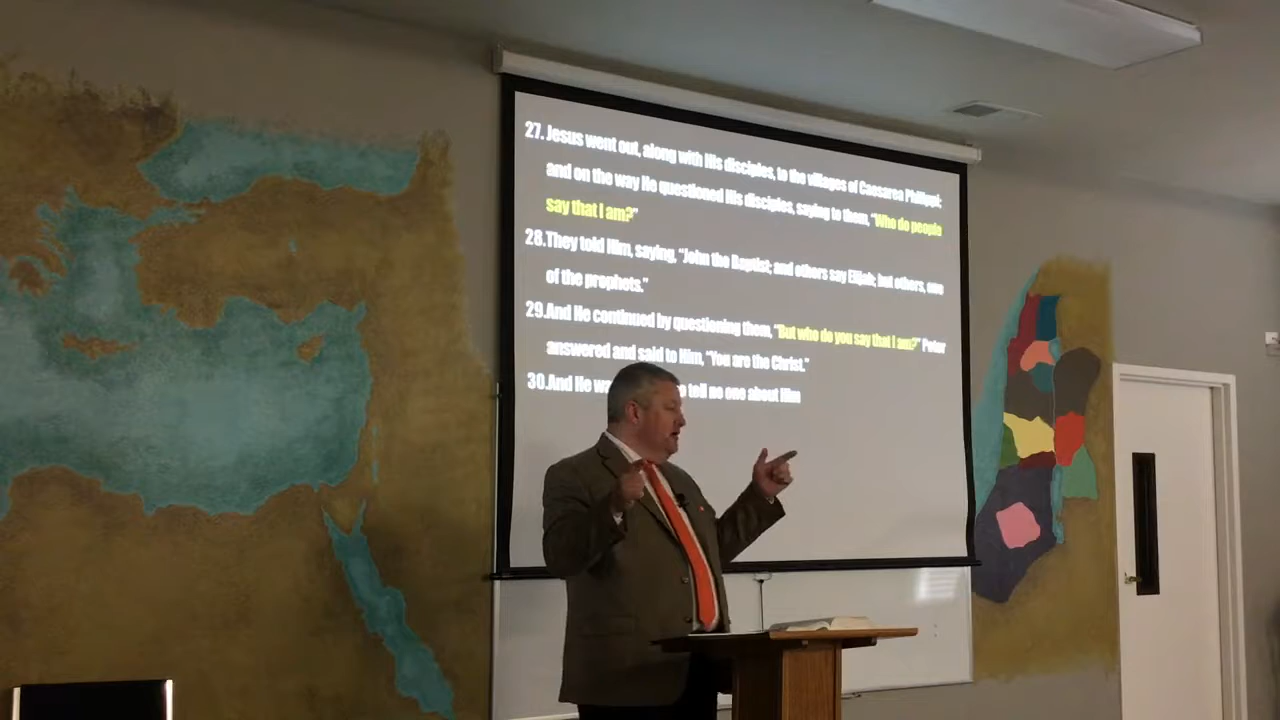 27. Jesus went out, along with His disciples, to the villages of Caesarea Philippi;
and on the way He questioned His disciples, saying to them, “Who do people
say that I am?”
28. They told Him, saying, “John the Baptist; and others say Elijah; but others, one
of the prophets.”
29. And He continued by questioning them, “But who do you say that I am?” Peter
answered and said to Him, “You are the Christ.”
30. And He tell no one about Him